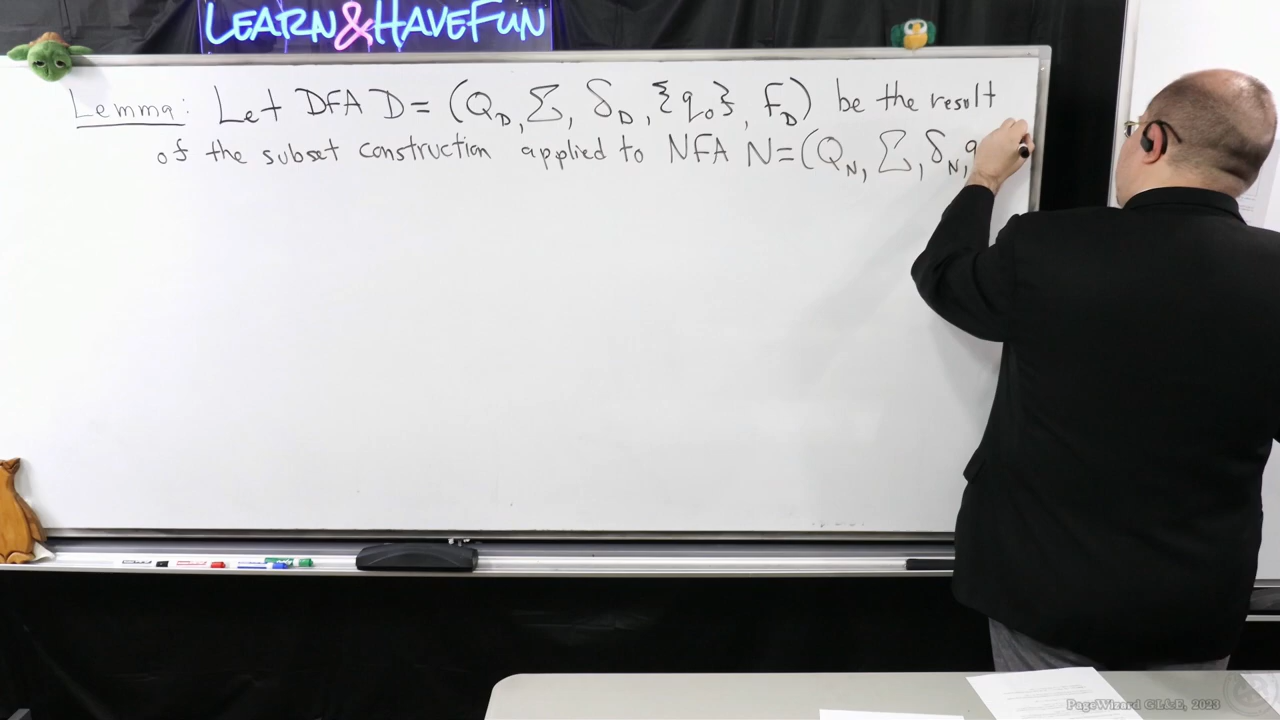 LEARN&HAVEFUN
Lemma: Let DFA D = (Q_D, Σ, δ_D, {q_0}, F_D) be the result
of the subset construction applied to NFA N=(Q_N, Σ, δ_N, q
PageWizard GL&E, 2023